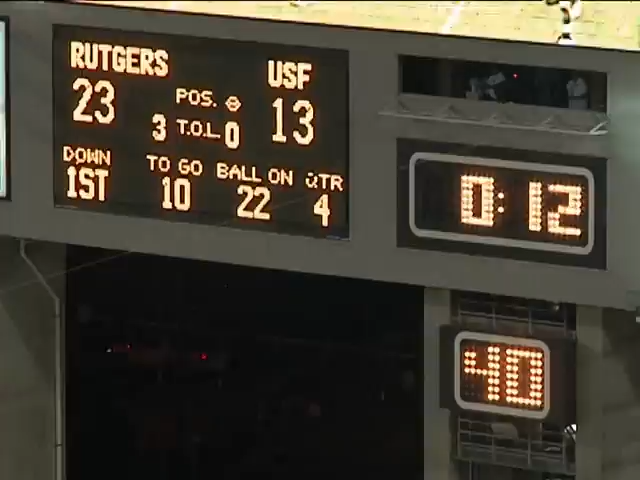 RUTGERS USF
23 POS. 13
3 T.O.L 0
DOWN TO GO BALL ON QTR
1ST 10 22 4
0:12
40